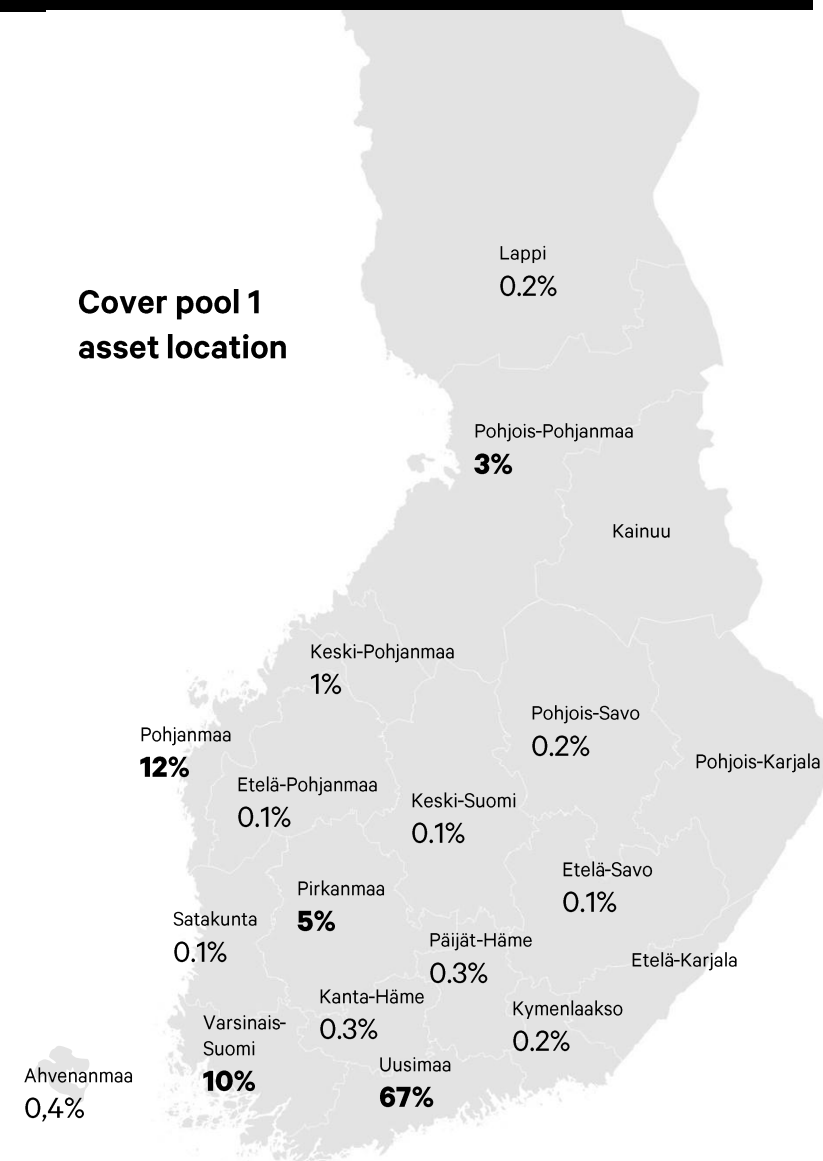 Lappi
0.2%
Cover pool 1
asset location
Pohjois-Pohjanmaa
3%
Kainuu
Keski-Pohjanmaa
1%
Pohjois-Savo
0.2%
Pohjanmaa
12%
Pohjois-Karjala
Etelä-Pohjanmaa
0.1%
Keski-Suomi
0.1%
Etelä-Savo
0.1%
Pirkanmaa
5%
Satakunta
0.1%
Päijät-Häme
0.3%
Etelä-Karjala
Kanta-Häme
0.3%
Kymenlaakso
0.2%
Varsinais-
Suomi
10%
Uusimaa
67%
Ahvenanmaa
0,4%